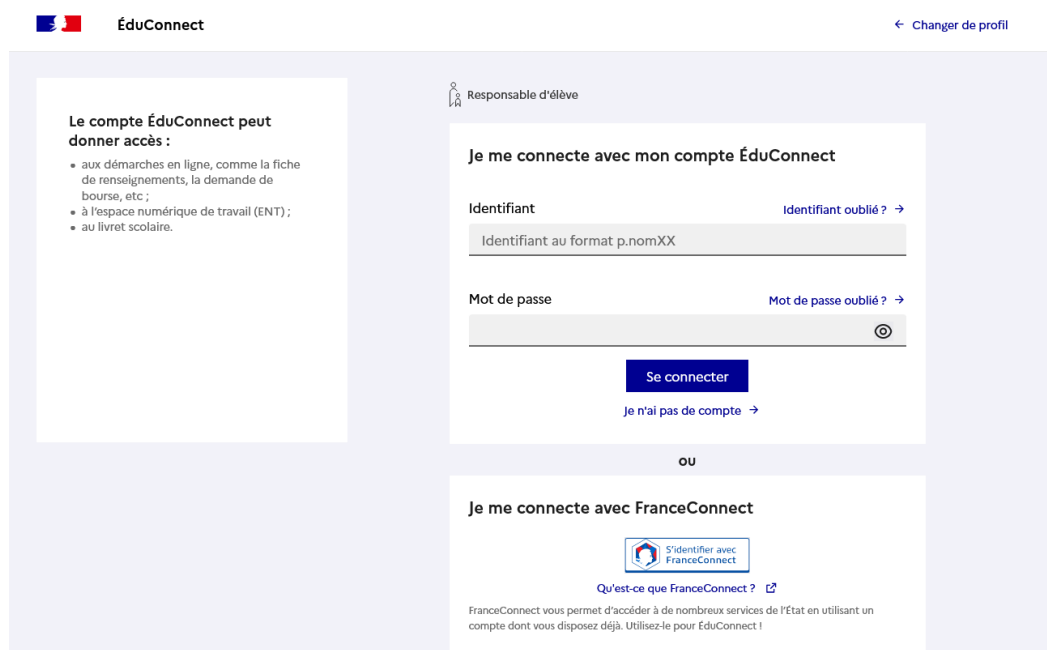 ÉduConnect
← Changer de profil
Le compte ÉduConnect peut
donner accès :
• aux démarches en ligne, comme la fiche
de renseignements, la demande de
bourse, etc ;
• à l'espace numérique de travail (ENT) ;
• au livret scolaire.
Responsable d'élève
Je me connecte avec mon compte ÉduConnect
Identifiant
Identifiant oublié ? →
Identifiant au format p.nomXX
Mot de passe
Mot de passe oublié ? →
Se connecter
Je n'ai pas de compte →
ou
Je me connecte avec FranceConnect
S'identifier avec
FranceConnect
Qu'est-ce que FranceConnect ?
FranceConnect vous permet d'accéder à de nombreux services de l'État en utilisant un
compte dont vous disposez déjà. Utilisez-le pour ÉduConnect !